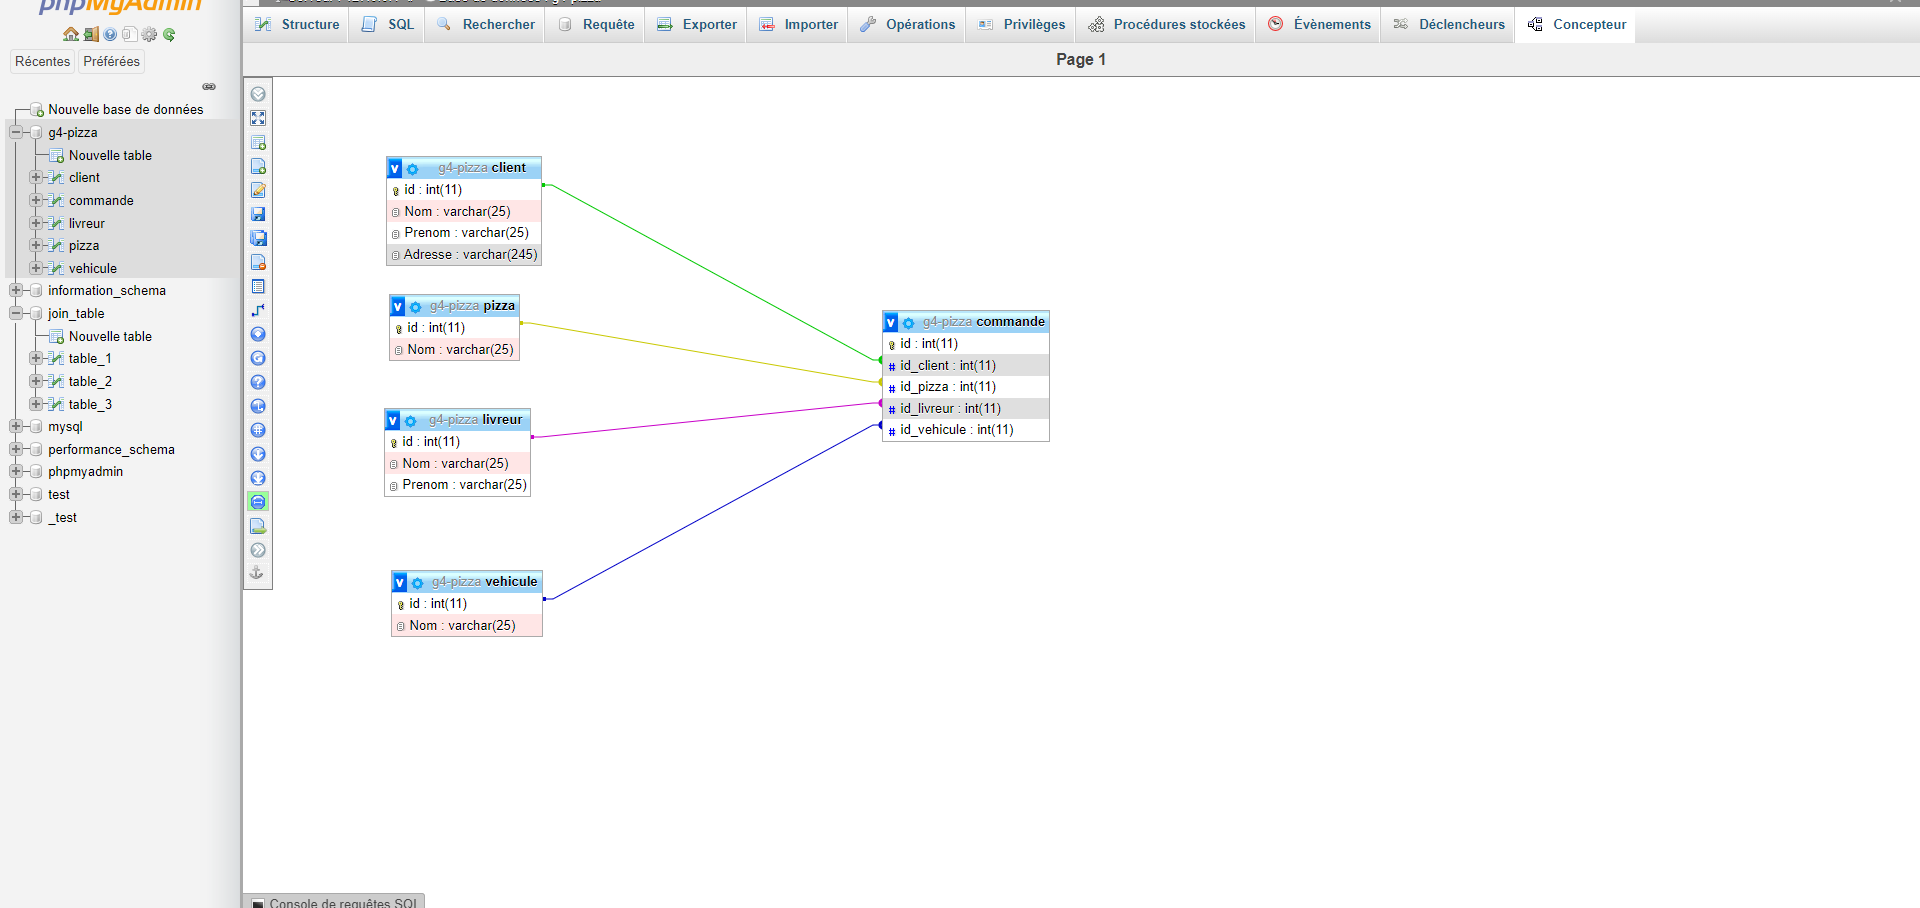 phpMyAdmin
Récentes
Préférées
Nouvelle base de données
g4-pizza
Nouvelle table
client
commande
livreur
pizza
vehicule
information_schema
join_table
Nouvelle table
table_1
table_2
table_3
mysql
performance_schema
phpmyadmin
test
_test
Structure
SQL
Rechercher
Requête
Exporter
Importer
Opérations
Privilèges
Procédures stockées
Évènements
Déclencheurs
Concepteur
Page 1
v g4-pizza client
id : int(11)
Nom : varchar(25)
Prenom : varchar(25)
Adresse : varchar(245)
v g4-pizza pizza
id : int(11)
Nom : varchar(25)
v g4-pizza livreur
id : int(11)
Nom : varchar(25)
Prenom : varchar(25)
v g4-pizza vehicule
id : int(11)
Nom : varchar(25)
v g4-pizza commande
id : int(11)
# id_client : int(11)
# id_pizza : int(11)
# id_livreur : int(11)
# id_vehicule : int(11)
Console de requêtes SQL